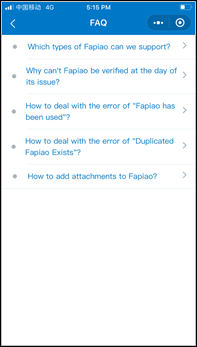 中国移动 4G 5:15 PM
FAQ
Which types of Fapiao can we support?
Why can't Fapiao be verified at the day of
its issue?
How to deal with the error of "Fapiao has
been used"?
How to deal with the error of "Duplicated
Fapiao Exists"?
How to add attachments to Fapiao?